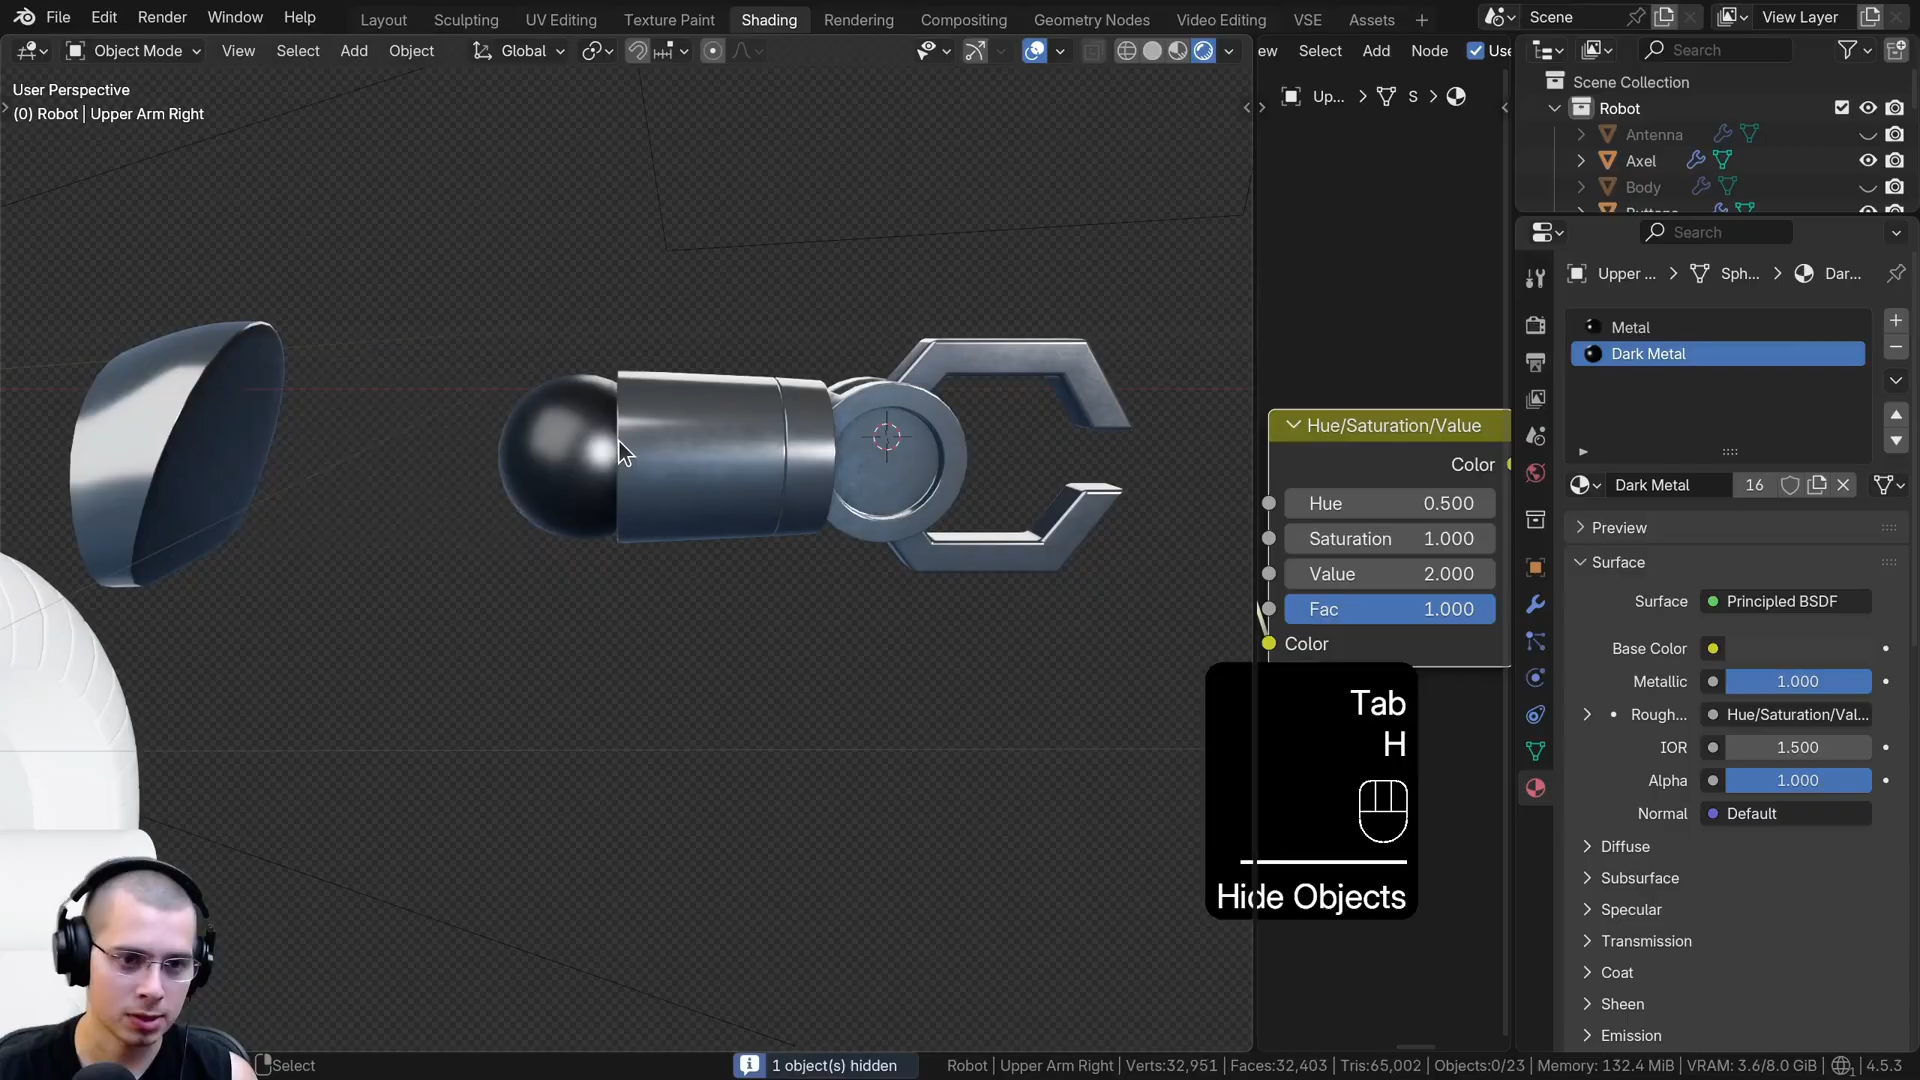 File Edit Render Window Help Layout Sculpting UV Editing Texture Paint Shading Rendering Compositing Geometry Nodes Video Editing VSE Assets Scene View Layer
Object Mode View Select Add Object Global
ew Select Add Node Use
Search
User Perspective
(0) Robot | Upper Arm Right
Up... S
Scene Collection
Robot
Antenna
Axel
Body
Search
Upper ... Sph... Dar...
Metal
Dark Metal
Dark Metal 16
Preview
Surface
Surface Principled BSDF
Base Color
Metallic 1.000
Rough... Hue/Saturation/Val...
IOR 1.500
Alpha 1.000
Normal Default
Diffuse
Subsurface
Specular
Transmission
Coat
Sheen
Emission
Hue/Saturation/Value
Color
Hue 0.500
Saturation 1.000
Value 2.000
Fac 1.000
Color
Tab
H
Hide Objects
Select
1 object(s) hidden
Robot | Upper Arm Right | Verts:32,951 | Faces:32,403 | Tris:65,002 | Objects:0/23 | Memory: 132.4 MiB | VRAM: 3.6/8.0 GiB | 4.5.3